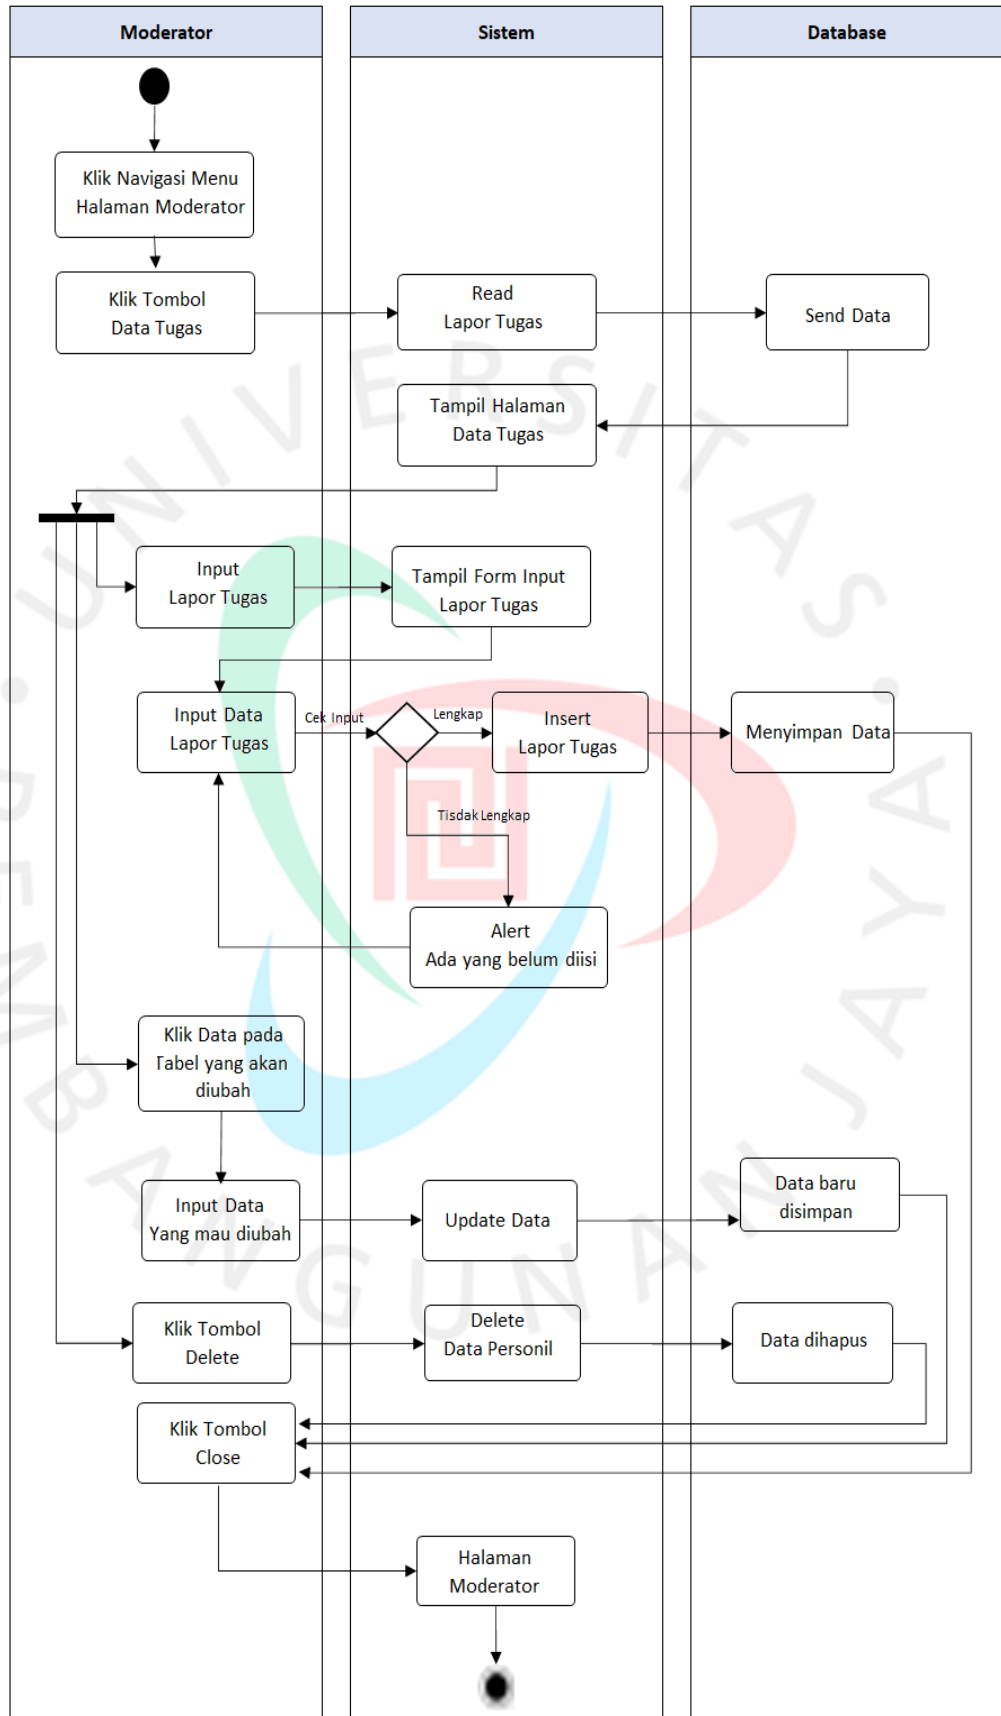 Moderator
Sistem
Database
Klik Navigasi Menu
Halaman Moderator
Klik Tombol
Data Tugas
Read
Lapor Tugas
Send Data
Tampil Halaman
Data Tugas
Input
Lapor Tugas
Tampil Form Input
Lapor Tugas
Input Data
Lapor Tugas
Cek Input
Lengkap
Insert
Lapor Tugas
Menyimpan Data
Tisdak Lengkap
Alert
Ada yang belum diisi
Klik Data pada
Tabel yang akan
diubah
Input Data
Yang mau diubah
Update Data
Data baru
disimpan
Klik Tombol
Delete
Delete
Data Personil
Data dihapus
Klik Tombol
Close
Halaman
Moderator
UNIVERSITAS
PEMBANGUNAN JAYA